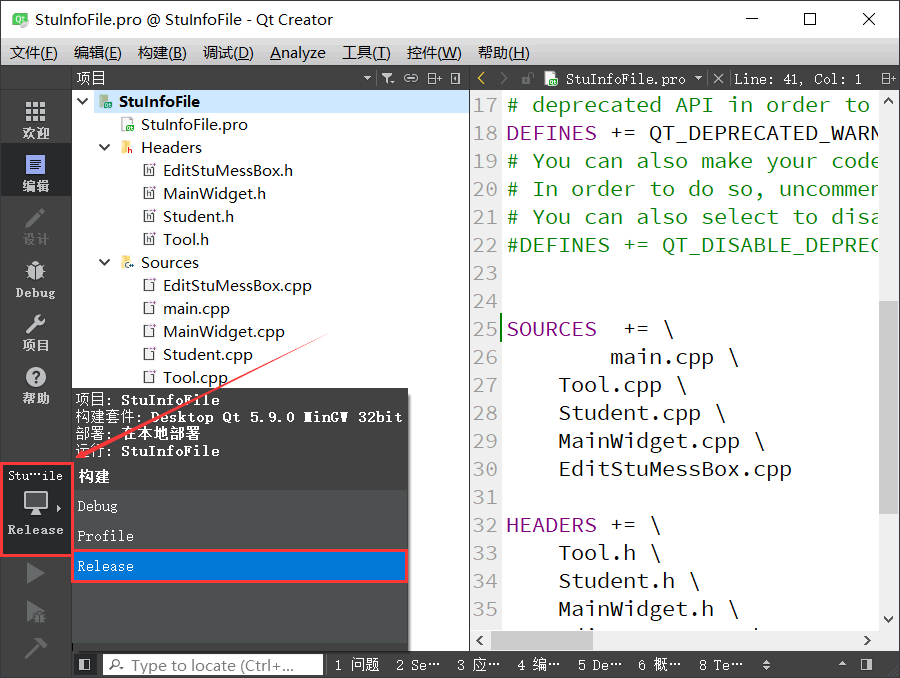 StuInfoFile.pro @ StuInfoFile - Qt Creator
文件(F) 编辑(E) 构建(B) 调试(D) Analyze 工具(T) 控件(W) 帮助(H)
项目
StuInfoFile.pro
Line: 41, Col: 1
欢迎
编辑
设计
Debug
项目
帮助
Stu…ile
Release
StuInfoFile
StuInfoFile.pro
Headers
EditStuMessBox.h
MainWidget.h
Student.h
Tool.h
Sources
EditStuMessBox.cpp
main.cpp
MainWidget.cpp
Student.cpp
Tool.cpp
项目: StuInfoFile
构建套件: Desktop Qt 5.9.0 MinGW 32bit
部署: 在本地部署
运行: StuInfoFile
构建
Debug
Profile
Release
17 # deprecated API in order to
18 DEFINES += QT_DEPRECATED_WARN
19 # You can also make your code
20 # In order to do so, uncommen
21 # You can also select to disa
22 #DEFINES += QT_DISABLE_DEPREC
23
24
25 SOURCES += \
26 main.cpp \
27 Tool.cpp \
28 Student.cpp \
29 MainWidget.cpp \
30 EditStuMessBox.cpp
31
32 HEADERS += \
33 Tool.h \
34 Student.h \
35 MainWidget.h \
Type to locate (Ctrl+...
1 问题 2 Se… 3 应… 4 编… 5 De… 6 概… 8 Te…